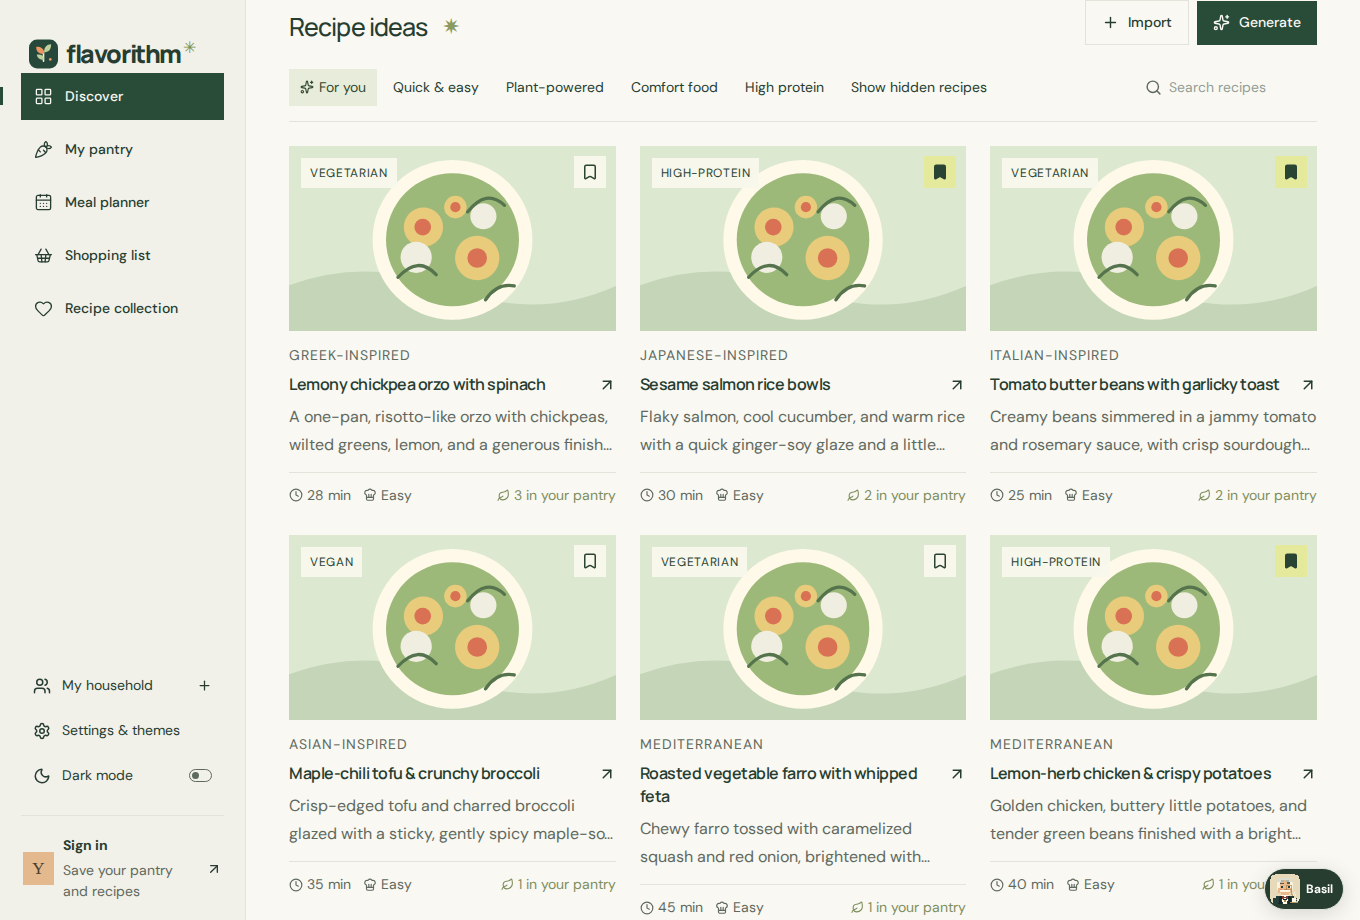 flavorithm
Discover
My pantry
Meal planner
Shopping list
Recipe collection
My household
Settings & themes
Dark mode
Y
Sign in
Save your pantry
and recipes
Recipe ideas
Import
Generate
For you
Quick & easy
Plant-powered
Comfort food
High protein
Show hidden recipes
Search recipes
VEGETARIAN
GREEK-INSPIRED
Lemony chickpea orzo with spinach
A one-pan, risotto-like orzo with chickpeas,
wilted greens, lemon, and a generous finish...
28 min
Easy
3 in your pantry
HIGH-PROTEIN
JAPANESE-INSPIRED
Sesame salmon rice bowls
Flaky salmon, cool cucumber, and warm rice
with a quick ginger-soy glaze and a little...
30 min
Easy
2 in your pantry
VEGETARIAN
ITALIAN-INSPIRED
Tomato butter beans with garlicky toast
Creamy beans simmered in a jammy tomato
and rosemary sauce, with crisp sourdough...
25 min
Easy
2 in your pantry
VEGAN
ASIAN-INSPIRED
Maple-chili tofu & crunchy broccoli
Crisp-edged tofu and charred broccoli
glazed with a sticky, gently spicy maple-so...
35 min
Easy
1 in your pantry
VEGETARIAN
MEDITERRANEAN
Roasted vegetable farro with whipped
feta
Chewy farro tossed with caramelized
squash and red onion, brightened with...
45 min
Easy
1 in your pantry
HIGH-PROTEIN
MEDITERRANEAN
Lemon-herb chicken & crispy potatoes
Golden chicken, buttery little potatoes, and
tender green beans finished with a bright...
40 min
Easy
1 in you
Basil